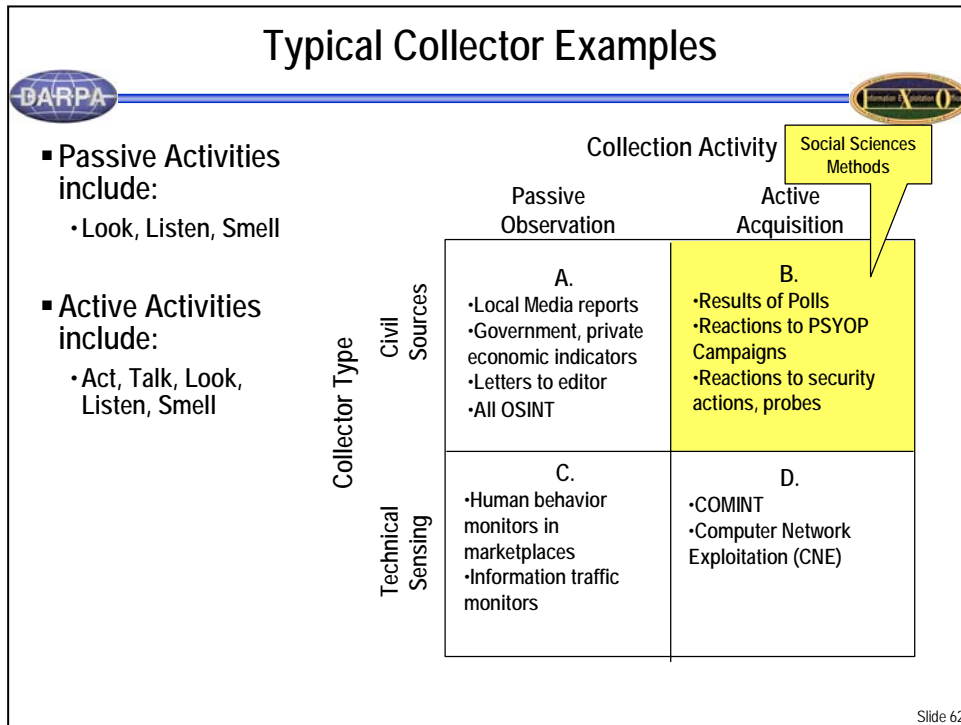 Typical Collector Examples
DARPA
Information Exploitation Office
I X O
▪ Passive Activities
include:
•Look, Listen, Smell
▪ Active Activities
include:
•Act, Talk, Look,
Listen, Smell
Collection Activity
Social Sciences
Methods
Passive
Observation
Active
Acquisition
Collector Type
Civil
Sources
A.
•Local Media reports
•Government, private
economic indicators
•Letters to editor
•All OSINT
B.
•Results of Polls
•Reactions to PSYOP
Campaigns
•Reactions to security
actions, probes
Technical
Sensing
C.
•Human behavior
monitors in
marketplaces
•Information traffic
monitors
D.
•COMINT
•Computer Network
Exploitation (CNE)
Slide 62